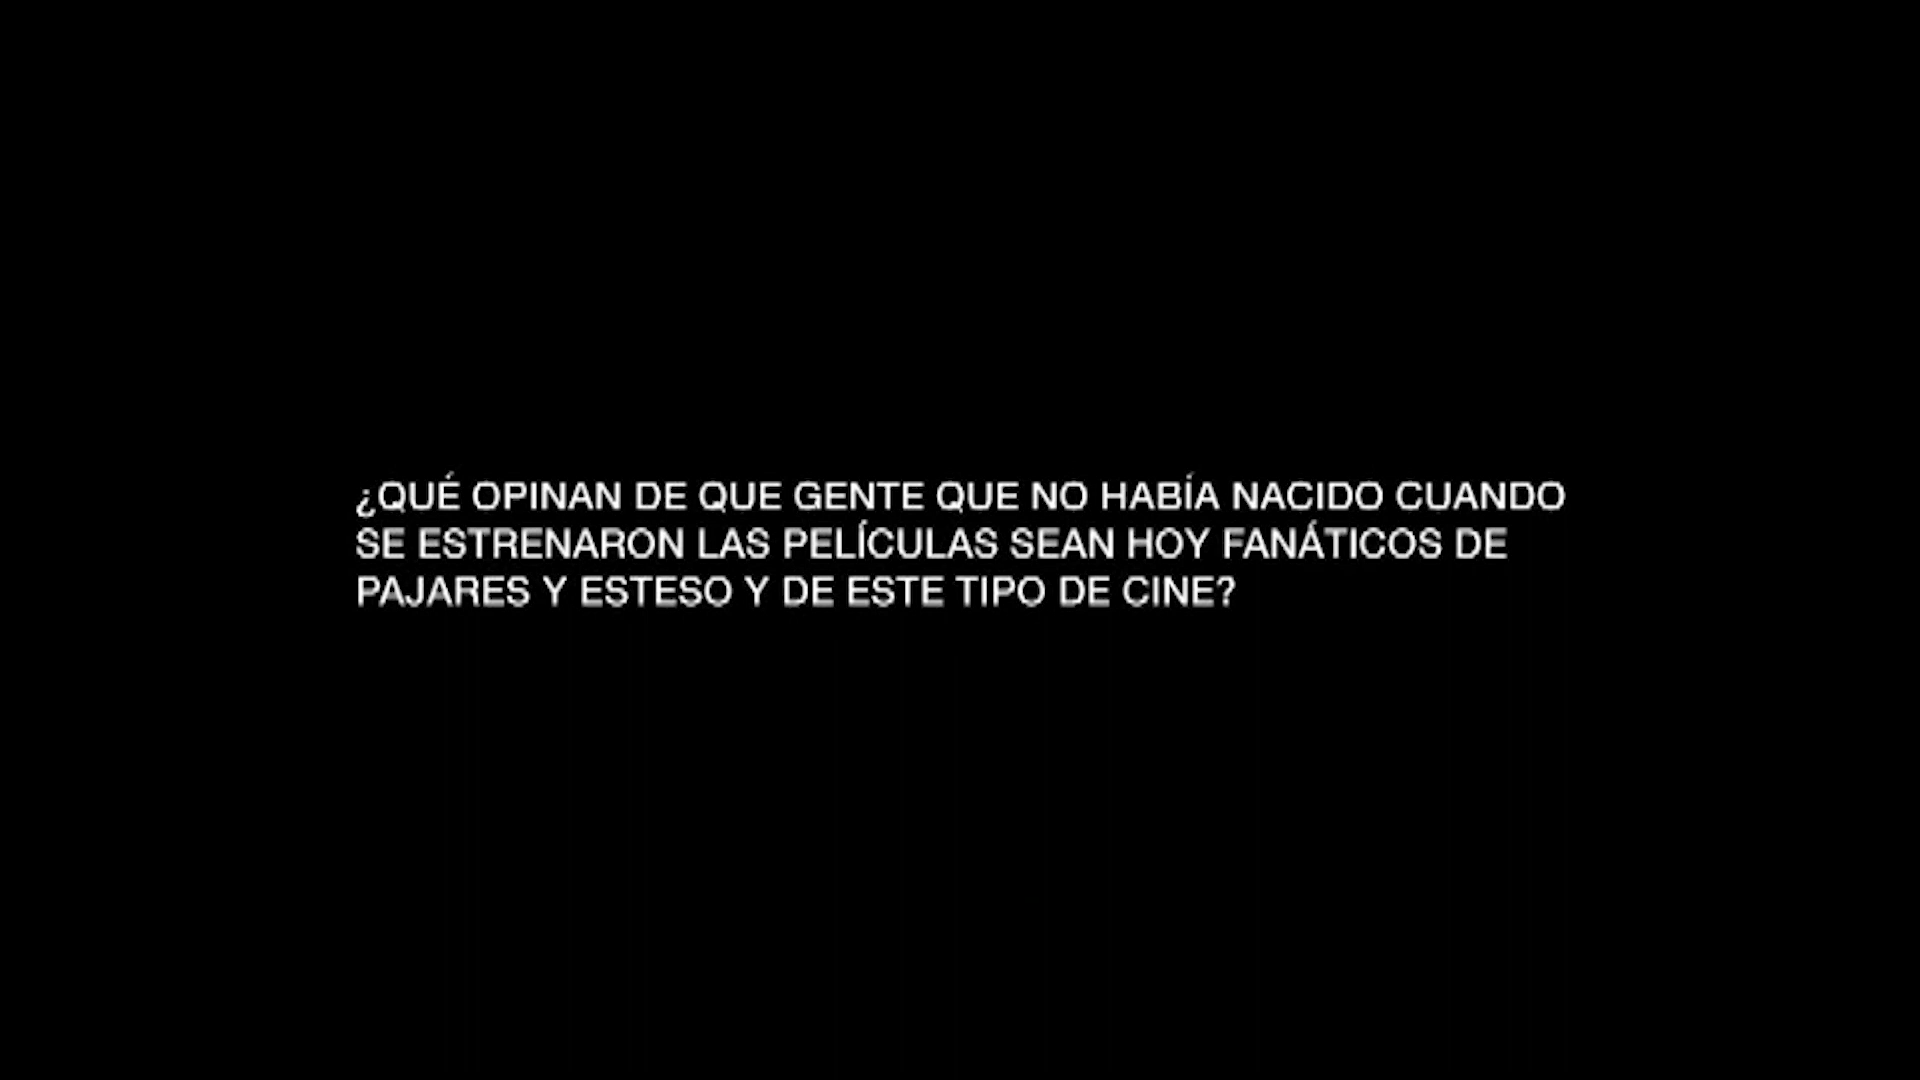 ¿QUÉ OPINAN DE QUE GENTE QUE NO HABÍA NACIDO CUANDO
SE ESTRENARON LAS PELÍCULAS SEAN HOY FANÁTICOS DE
PAJARES Y ESTESO Y DE ESTE TIPO DE CINE?